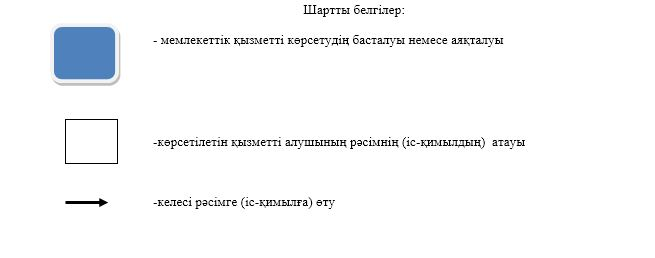 Шартты белгілер:
- мемлекеттік қызметті көрсетудің басталуы немесе аяқталуы
-көрсетілетін қызметті алушының рәсімнің (іс-қимылдың) атауы
-келесі рәсімге (іс-қимылға) өту